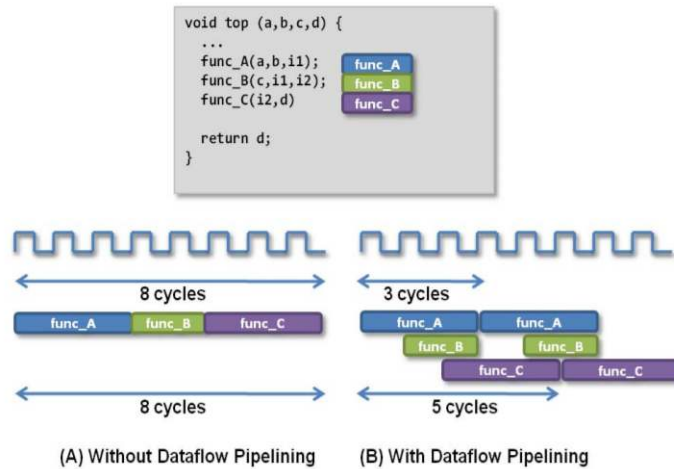 void top (a,b,c,d) {
...
func_A(a,b,i1); func_A
func_B(c,i1,i2); func_B
func_C(i2,d) func_C
return d;
}
8 cycles
3 cycles
func_A func_B func_C
func_A func_A
func_B func_B
func_C func_C
8 cycles
5 cycles
(A) Without Dataflow Pipelining
(B) With Dataflow Pipelining